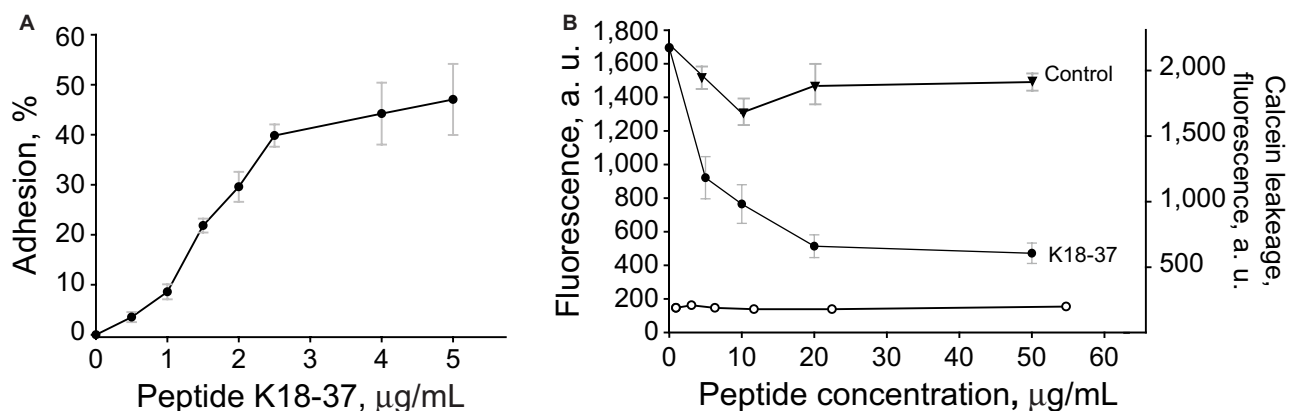 A
60
50
40
30
20
10
0
Adhesion, %
0 1 2 3 4 5
Peptide K18-37, μg/mL
B
1,800
1,600
1,400
1,200
1,000
800
600
400
200
0
Fluorescence, a. u.
0 10 20 30 40 50 60
Peptide concentration, μg/mL
Control
K18-37
2,000
1,500
1,000
500
Calcein leakeage,
fluorescence, a. u.